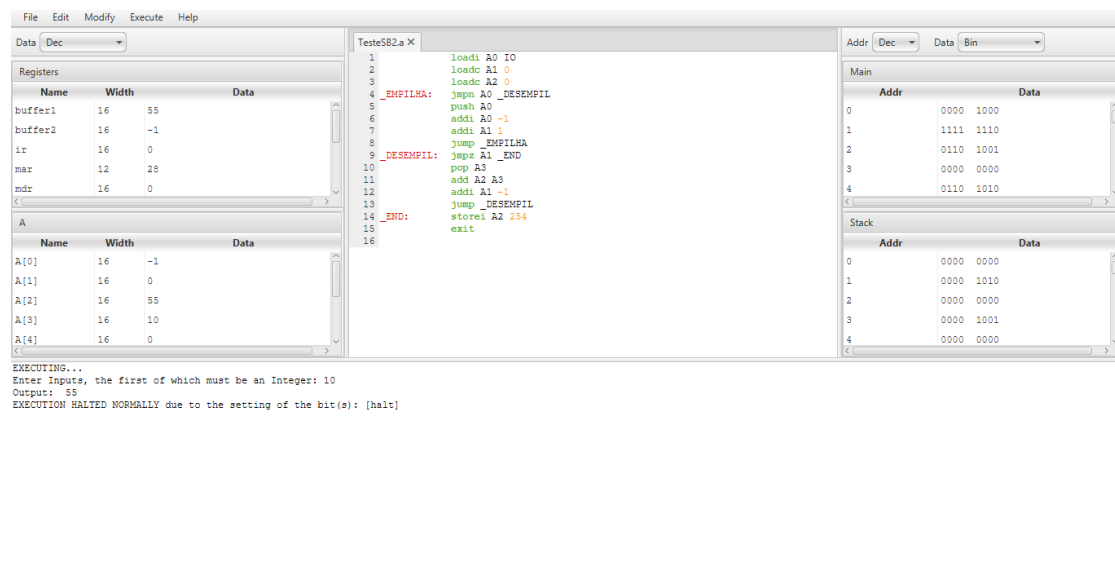 File Edit Modify Execute Help
Data Dec
TesteSB2.a X
Addr Dec Data Bin
Registers
Name Width Data
buffer1 16 55
buffer2 16 -1
ir 16 0
mar 12 28
mdr 16 0
A
Name Width Data
A[0] 16 -1
A[1] 16 0
A[2] 16 55
A[3] 16 10
A[4] 16 0
1 loadi A0 IO
2 loadc A1 0
3 loadc A2 0
4 _EMPILHA: jmpn A0 _DESEMPIL
5 push A0
6 addi A0 -1
7 addi A1 1
8 jump _EMPILHA
9 _DESEMPIL: jmpz A1 _END
10 pop A3
11 add A2 A3
12 addi A1 -1
13 jump _DESEMPIL
14 _END: storei A2 254
15 exit
16
Main
Addr Data
0 0000 1000
1 1111 1110
2 0110 1001
3 0000 0000
4 0110 1010
Stack
Addr Data
0 0000 0000
1 0000 1010
2 0000 0000
3 0000 1001
4 0000 0000
EXECUTING...
Enter Inputs, the first of which must be an Integer: 10
Output: 55
EXECUTION HALTED NORMALLY due to the setting of the bit(s): [halt]